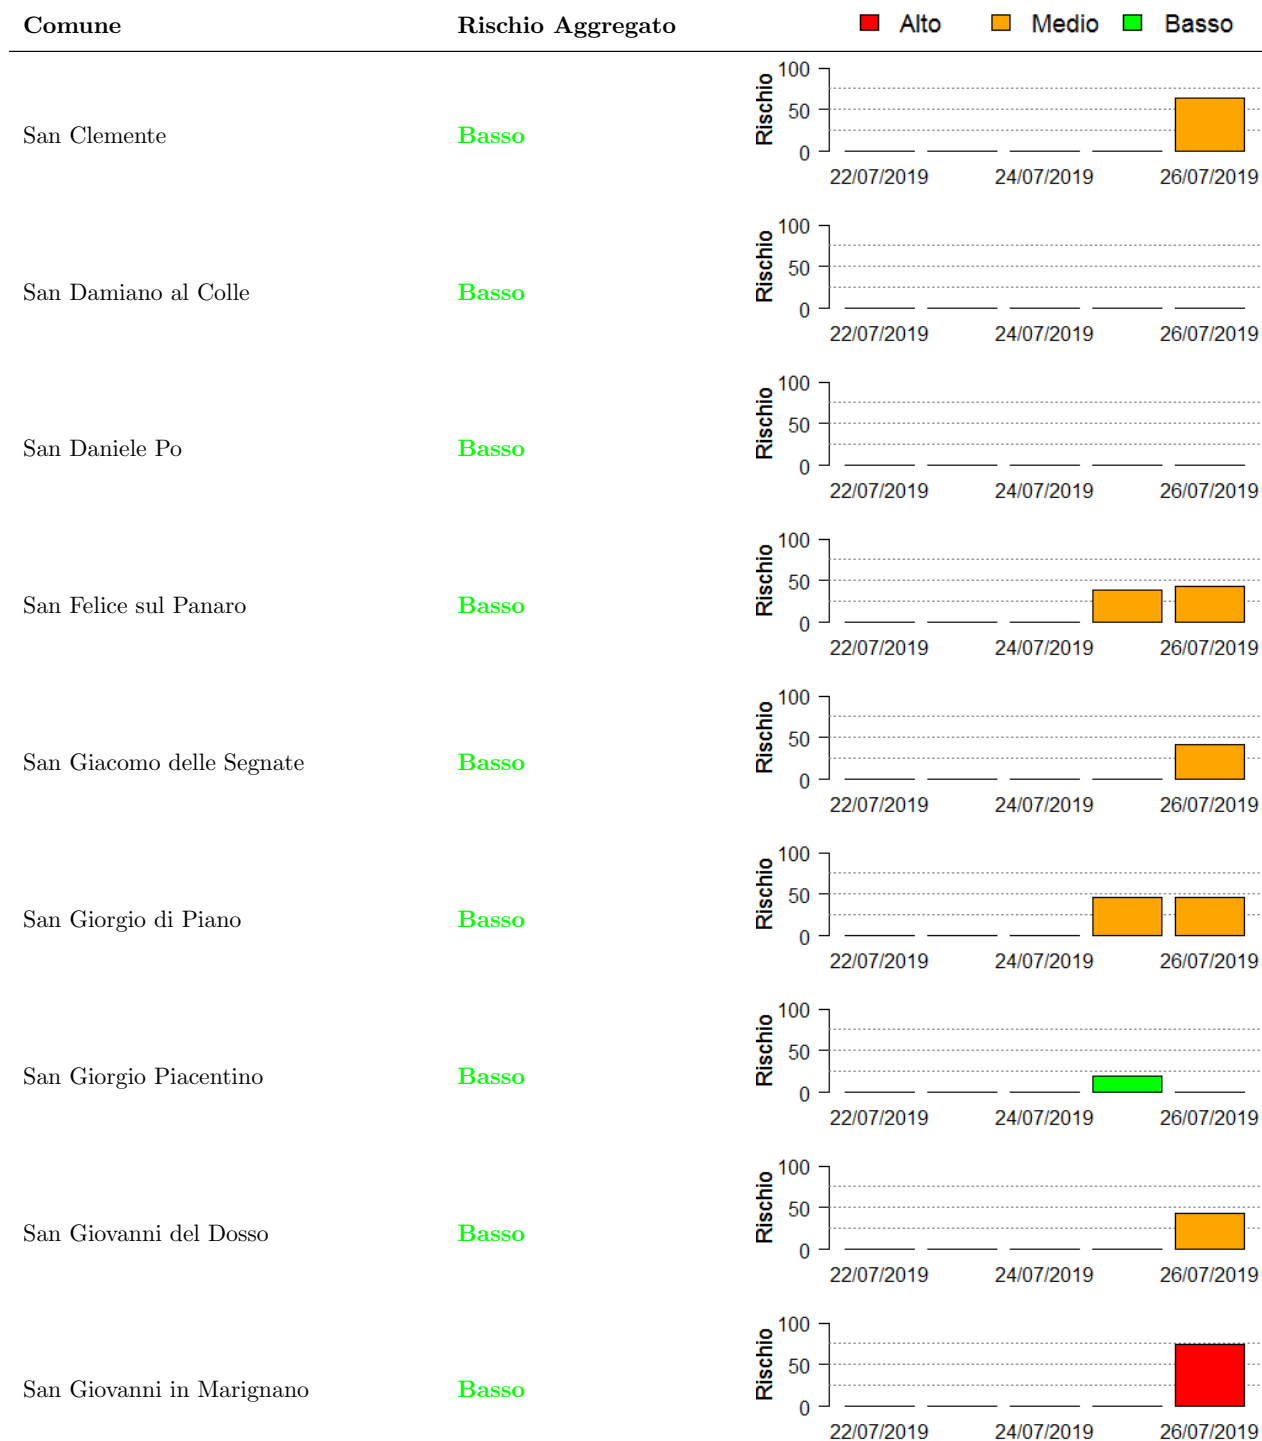 Comune Rischio Aggregato Alto Medio Basso
100
50
0
Rischio
San Clemente Basso
22/07/2019 24/07/2019 26/07/2019
100
50
0
Rischio
San Damiano al Colle Basso
22/07/2019 24/07/2019 26/07/2019
100
50
0
Rischio
San Daniele Po Basso
22/07/2019 24/07/2019 26/07/2019
100
50
0
Rischio
San Felice sul Panaro Basso
22/07/2019 24/07/2019 26/07/2019
100
50
0
Rischio
San Giacomo delle Segnate Basso
22/07/2019 24/07/2019 26/07/2019
100
50
0
Rischio
San Giorgio di Piano Basso
22/07/2019 24/07/2019 26/07/2019
100
50
0
Rischio
San Giorgio Piacentino Basso
22/07/2019 24/07/2019 26/07/2019
100
50
0
Rischio
San Giovanni del Dosso Basso
22/07/2019 24/07/2019 26/07/2019
100
50
0
Rischio
San Giovanni in Marignano Basso
22/07/2019 24/07/2019 26/07/2019